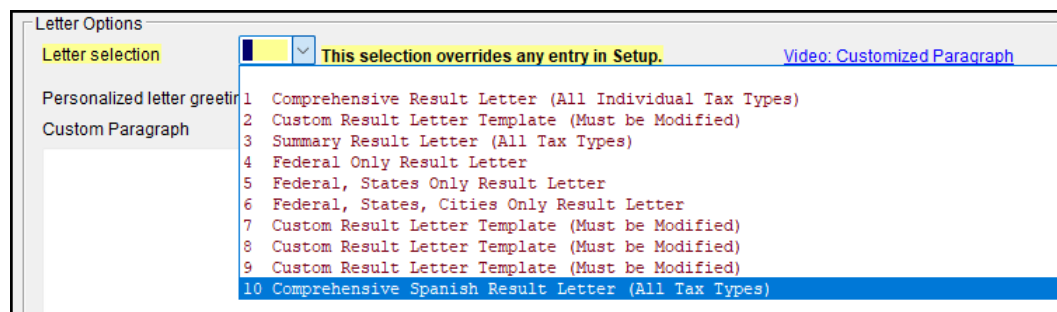 Letter Options
Letter selection This selection overrides any entry in Setup. Video: Customized Paragraph
Personalized letter
1 Comprehensive Result Letter (All Individual Tax Types)
Custom Paragraph
2 Custom Result Letter Template (Must be Modified)
3 Summary Result Letter (All Tax Types)
4 Federal Only Result Letter
5 Federal, States Only Result Letter
6 Federal, States, Cities Only Result Letter
7 Custom Result Letter Template (Must be Modified)
8 Custom Result Letter Template (Must be Modified)
9 Custom Result Letter Template (Must be Modified)
10 Comprehensive Spanish Result Letter (All Tax Types)